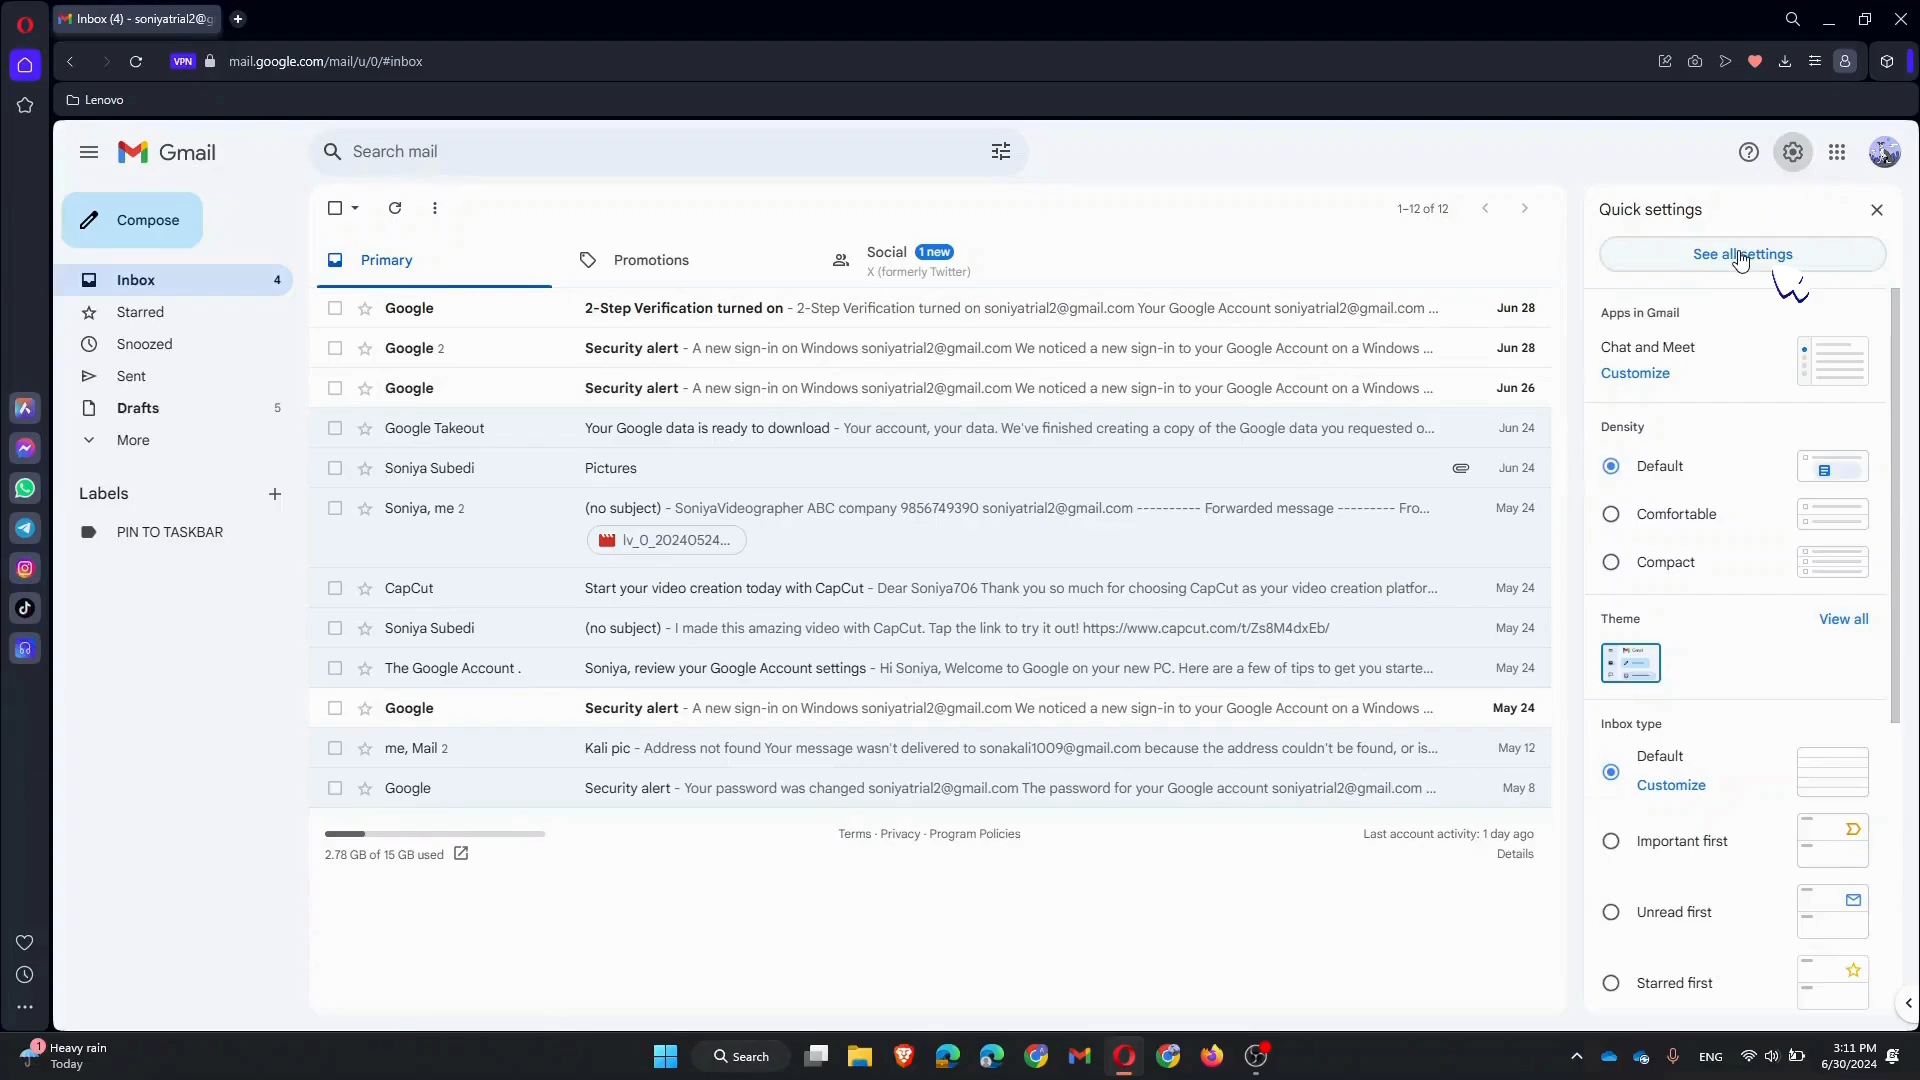 Inbox (4) - soniyatrial2@g
VPN
mail.google.com/mail/u/0/#inbox
Lenovo
Gmail
Search mail
Compose
1–12 of 12
Quick settings
See all settings
Primary
Promotions
Social 1 new
X (formerly Twitter)
Inbox 4
Starred
Snoozed
Sent
Drafts 5
More
Labels
PIN TO TASKBAR
Google 2-Step Verification turned on - 2-Step Verification turned on soniyatrial2@gmail.com Your Google Account soniyatrial2@gmail.com ... Jun 28
Google 2 Security alert - A new sign-in on Windows soniyatrial2@gmail.com We noticed a new sign-in to your Google Account on a Windows ... Jun 28
Google Security alert - A new sign-in on Windows soniyatrial2@gmail.com We noticed a new sign-in to your Google Account on a Windows ... Jun 26
Google Takeout Your Google data is ready to download - Your account, your data. We've finished creating a copy of the Google data you requested o... Jun 24
Soniya Subedi Pictures Jun 24
Soniya, me 2 (no subject) - SoniyaVideographer ABC company 9856749390 soniyatrial2@gmail.com ---------- Forwarded message --------- Fro... May 24
lv_0_20240524...
CapCut Start your video creation today with CapCut - Dear Soniya706 Thank you so much for choosing CapCut as your video creation platfor... May 24
Soniya Subedi (no subject) - I made this amazing video with CapCut. Tap the link to try it out! https://www.capcut.com/t/Zs8M4dxEb/ May 24
The Google Account . Soniya, review your Google Account settings - Hi Soniya, Welcome to Google on your new PC. Here are a few of tips to get you starte... May 24
Google Security alert - A new sign-in on Windows soniyatrial2@gmail.com We noticed a new sign-in to your Google Account on a Windows ... May 24
me, Mail 2 Kali pic - Address not found Your message wasn't delivered to sonakali1009@gmail.com because the address couldn't be found, or is... May 12
Google Security alert - Your password was changed soniyatrial2@gmail.com The password for your Google account soniyatrial2@gmail.com ... May 8
2.78 GB of 15 GB used
Terms · Privacy · Program Policies
Last account activity: 1 day ago
Details
Apps in Gmail
Chat and Meet
Customize
Density
Default
Comfortable
Compact
Theme View all
Gmail
Inbox type
Default
Customize
Important first
Unread first
Starred first
1
Heavy rain
Today
Search
ENG
3:11 PM
6/30/2024